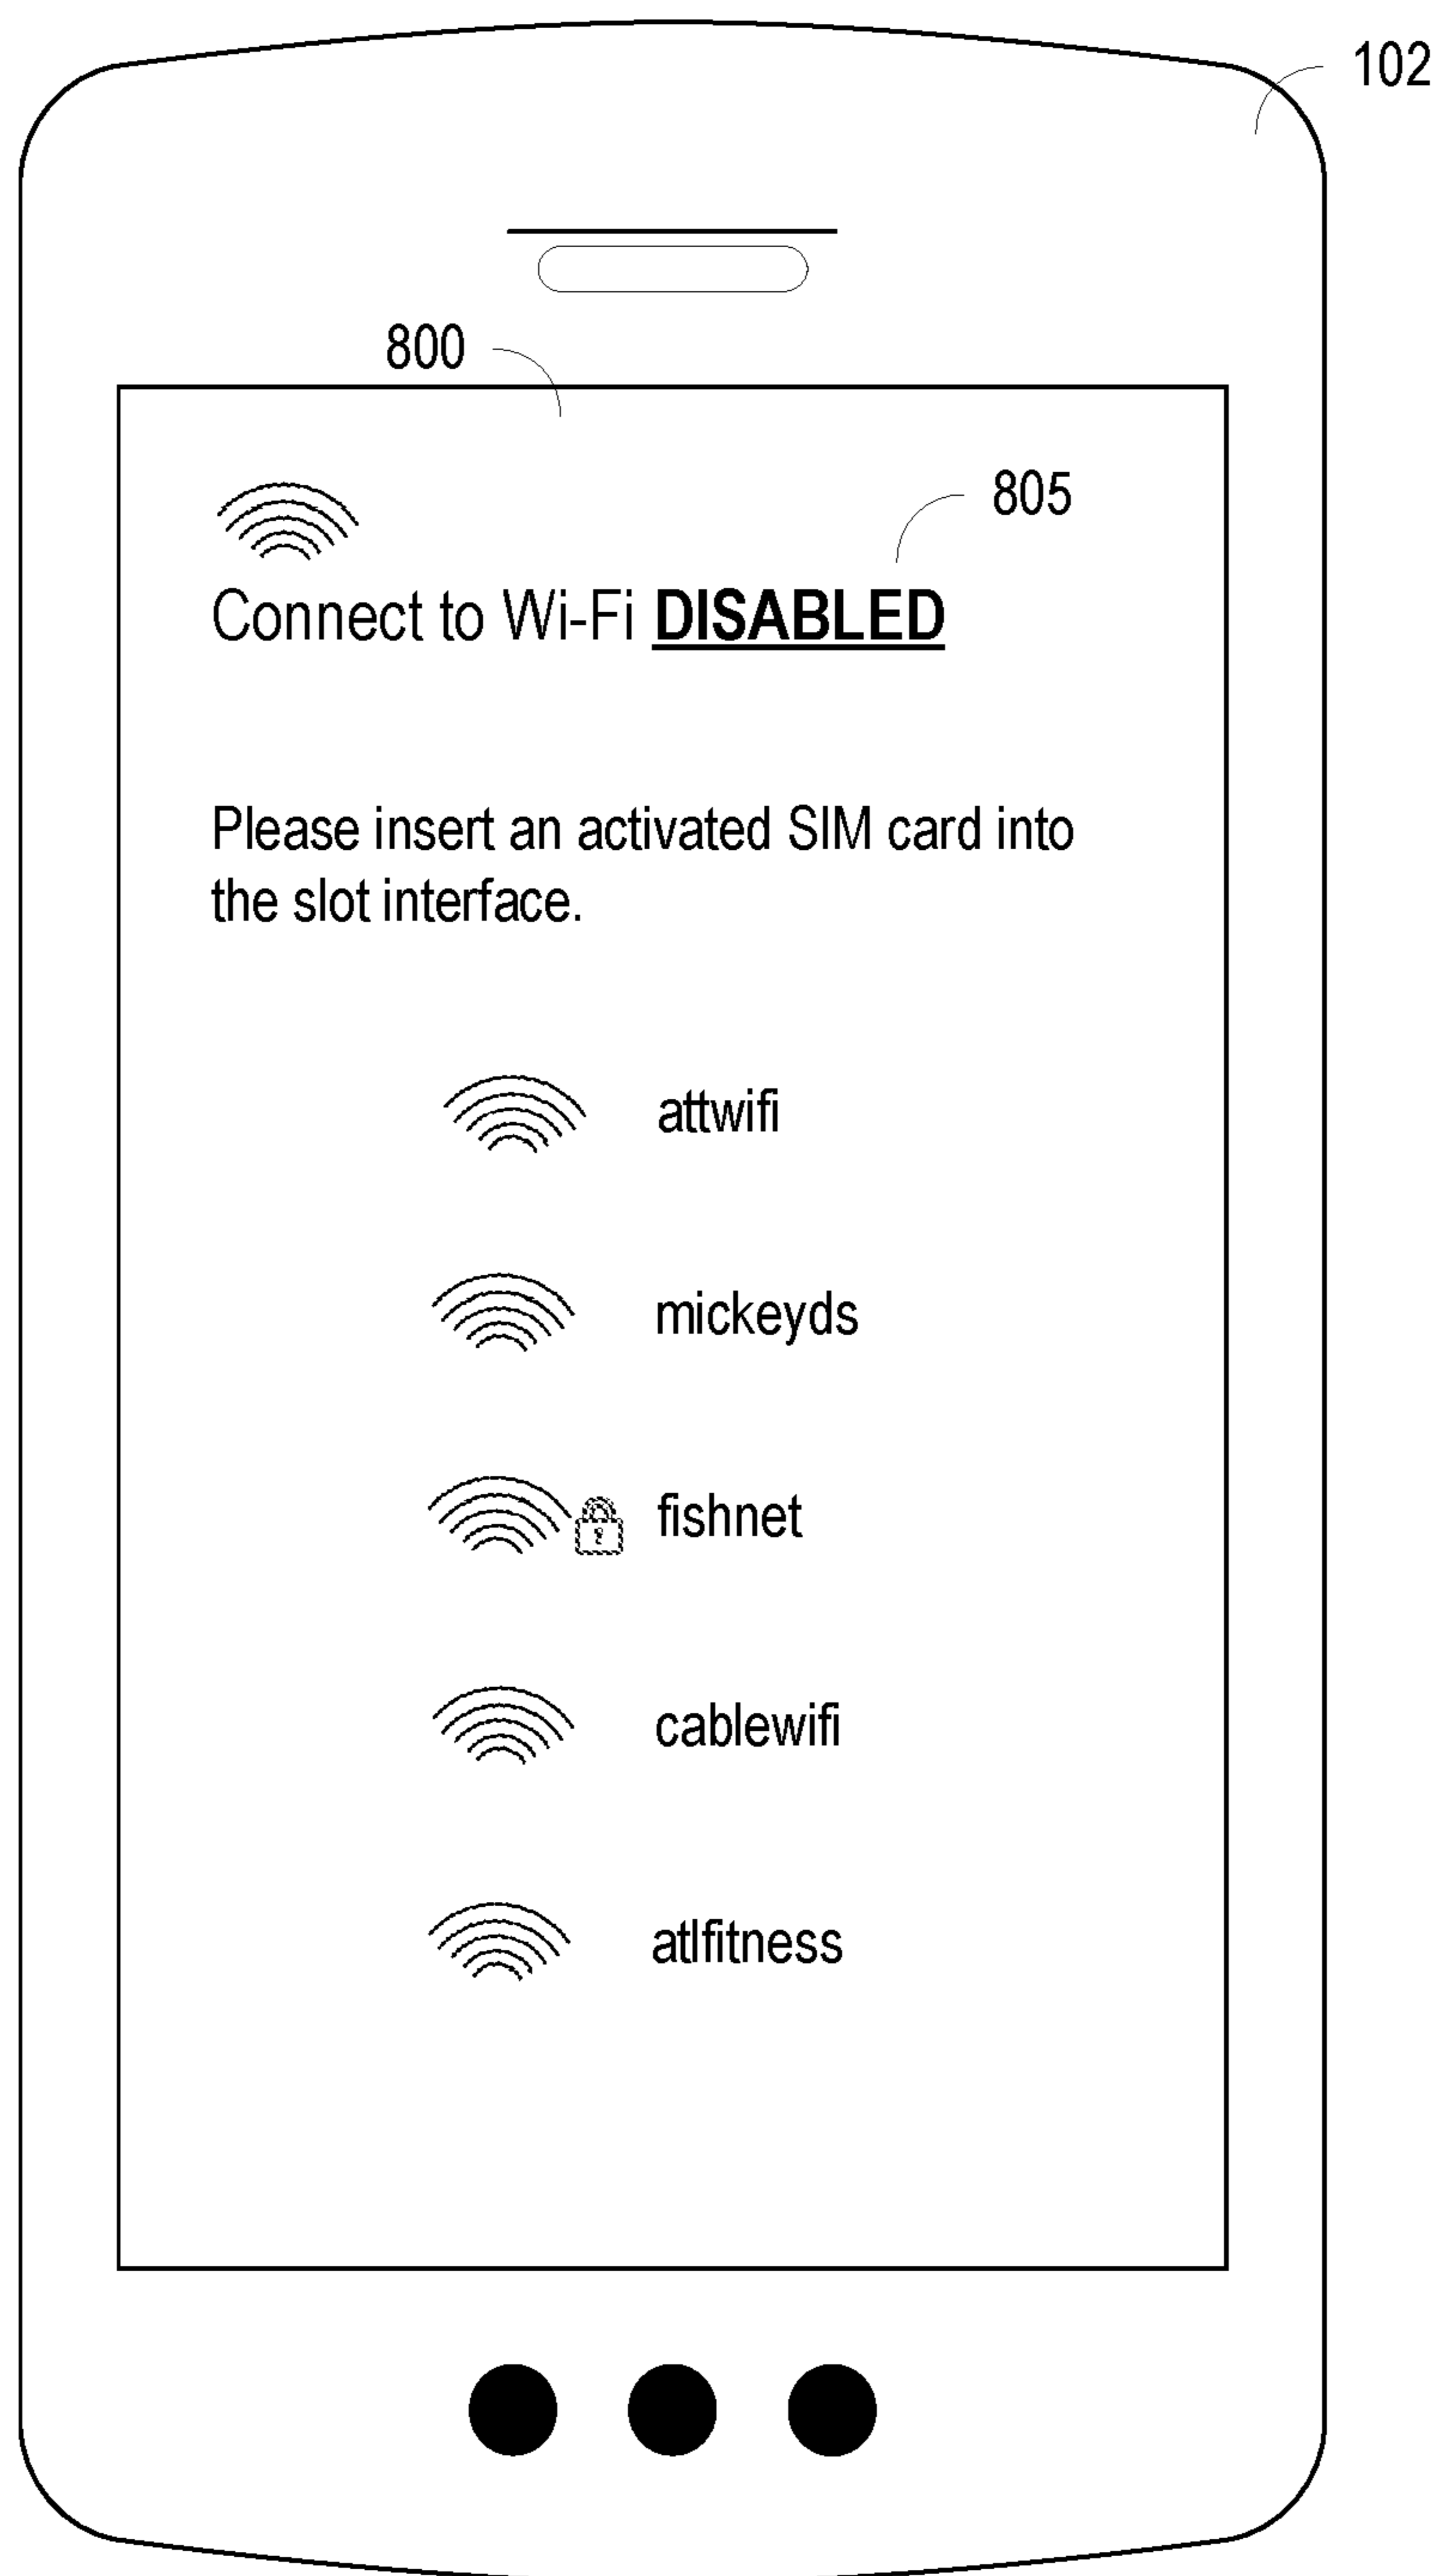 102
800
805
Connect to Wi-Fi DISABLED
Please insert an activated SIM card into
the slot interface.
attwifi
mickeyds
fishnet
cablewifi
atlfitness